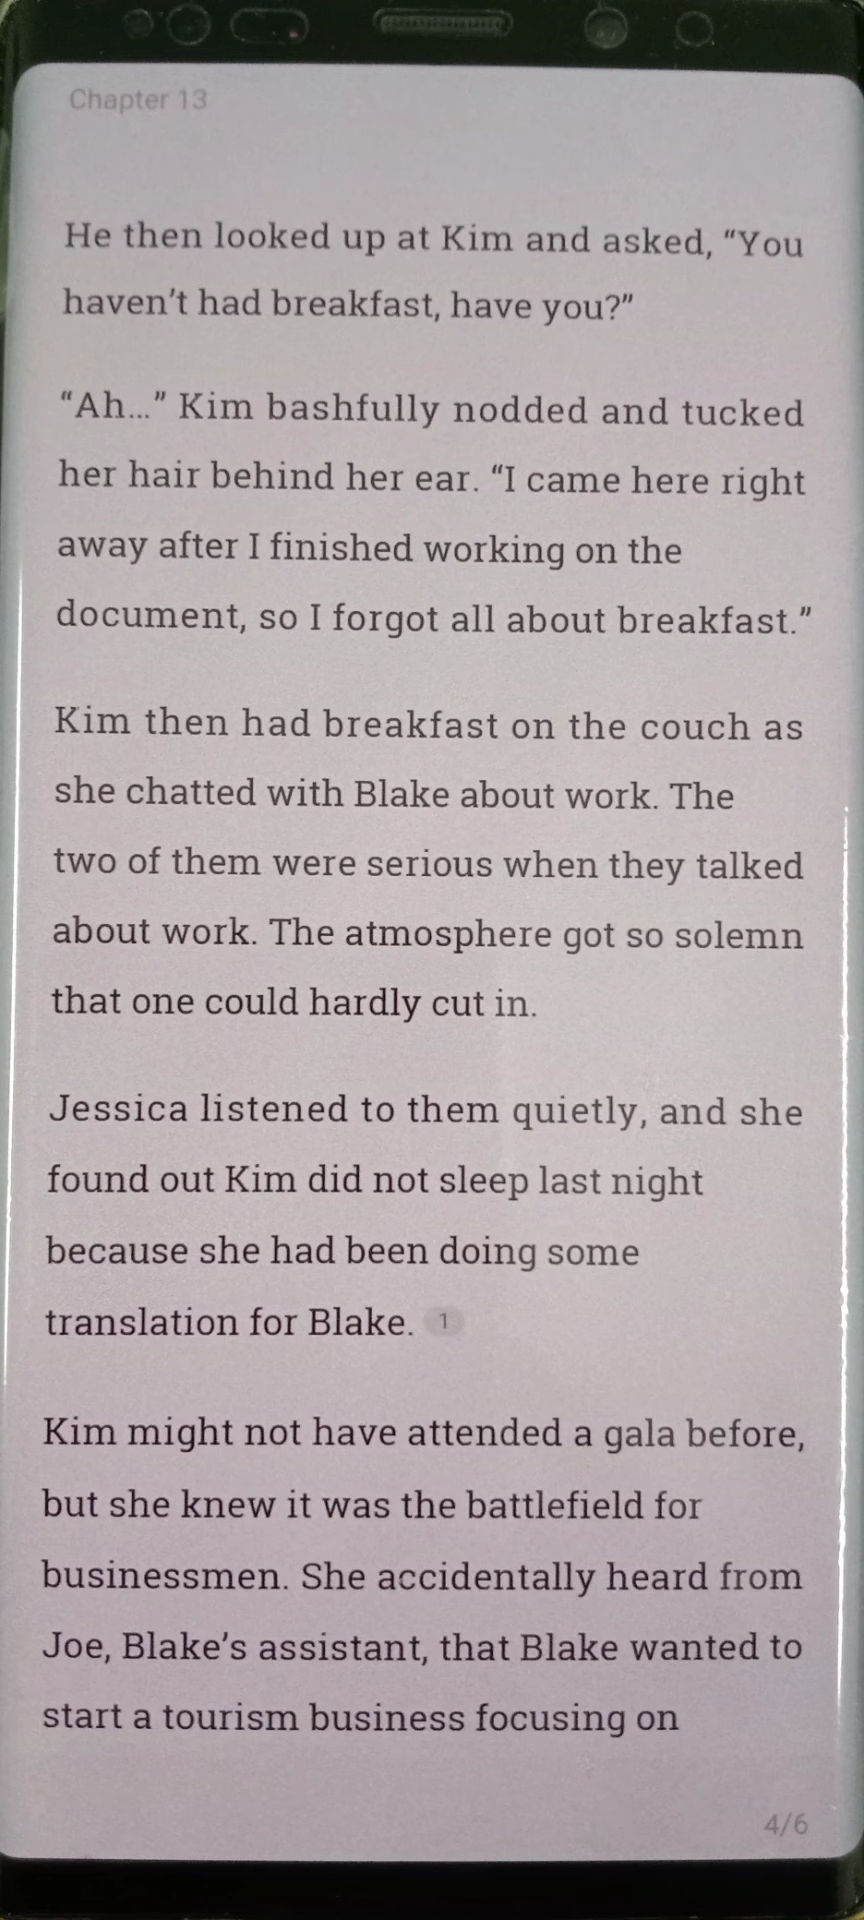 Chapter 13
He then looked up at Kim and asked, “You
haven’t had breakfast, have you?”
“Ah...” Kim bashfully nodded and tucked
her hair behind her ear. “I came here right
away after I finished working on the
document, so I forgot all about breakfast.”
Kim then had breakfast on the couch as
she chatted with Blake about work. The
two of them were serious when they talked
about work. The atmosphere got so solemn
that one could hardly cut in.
Jessica listened to them quietly, and she
found out Kim did not sleep last night
because she had been doing some
translation for Blake. 1
Kim might not have attended a gala before,
but she knew it was the battlefield for
businessmen. She accidentally heard from
Joe, Blake’s assistant, that Blake wanted to
start a tourism business focusing on
4/6